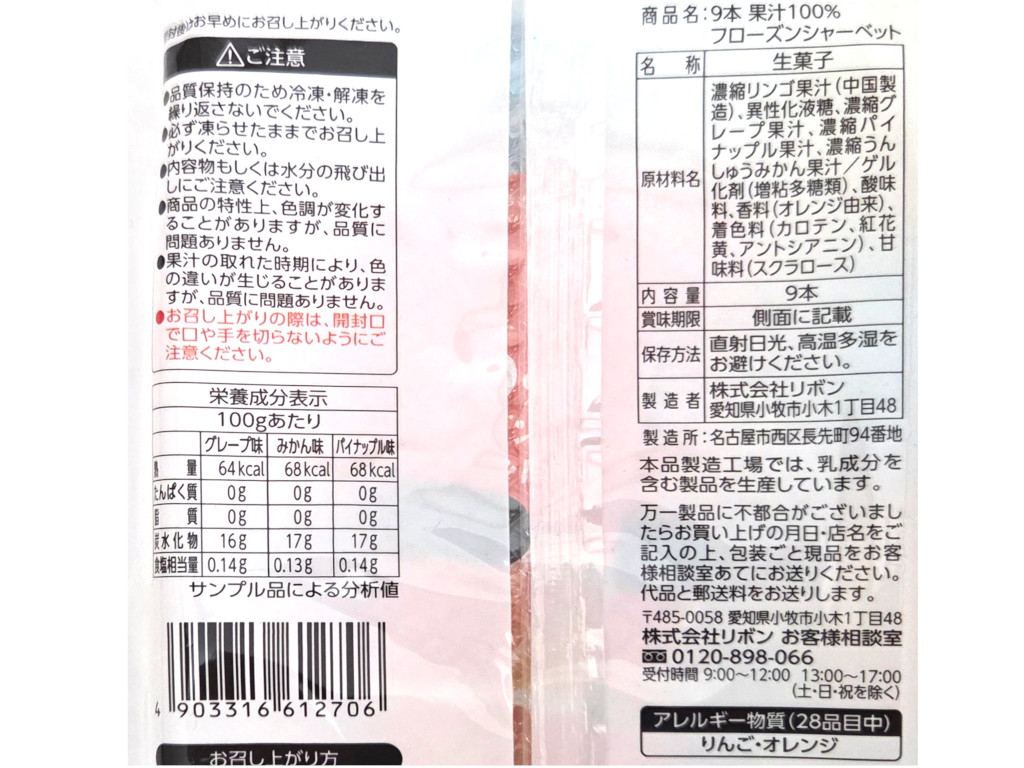 お早めにお召し上がりください。
⚠ご注意
●品質保持のため冷凍・解凍を
繰り返さないでください。
●必ず凍らせたままでお召し上
がりください。
●内容物もしくは水分の飛び出
しにご注意ください。
●商品の特性上、色調が変化す
ることがありますが、品質に
問題ありません。
●果汁の取れた時期により、色
の違いが生じることがありま
すが、品質に問題ありません。
●お召し上がりの際は、開封口
で口や手を切らないようにご
注意ください。
栄養成分表示
100gあたり
グレープ味 みかん味 パイナップル味
熱量 64kcal 68kcal 68kcal
たんぱく質 0g 0g 0g
脂質 0g 0g 0g
炭水化物 16g 17g 17g
食塩相当量 0.14g 0.13g 0.14g
サンプル品による分析値
4 903316 612706
お召し上がり方
商品名:9本 果汁100%
フローズンシャーベット
名称 生菓子
原材料名 濃縮リンゴ果汁(中国製
造)、異性化液糖、濃縮グ
レープ果汁、濃縮パイ
ナップル果汁、濃縮うん
しゅうみかん果汁/ゲル
化剤(増粘多糖類)、酸味
料、香料(オレンジ由来)、
着色料(カロテン、紅花
黄、アントシアニン)、甘
味料(スクラロース)
内容量 9本
賞味期限 側面に記載
保存方法 直射日光、高温多湿を
お避けください。
製造者 株式会社リボン
愛知県小牧市小木1丁目48
製造所:名古屋市西区長先町94番地
本品製造工場では、乳成分を
含む製品を生産しています。
万一製品に不都合がございまし
たらお買い上げの月日・店名をご
記入の上、包装ごと現品をお客
様相談室あてにお送りください。
代品と郵送料をお送りします。
〒485-0058 愛知県小牧市小木1丁目48
株式会社リボン お客様相談室
0120-898-066
受付時間 9:00~12:00 13:00~17:00
(土・日・祝を除く)
アレルギー物質(28品目中)
りんご・オレンジ